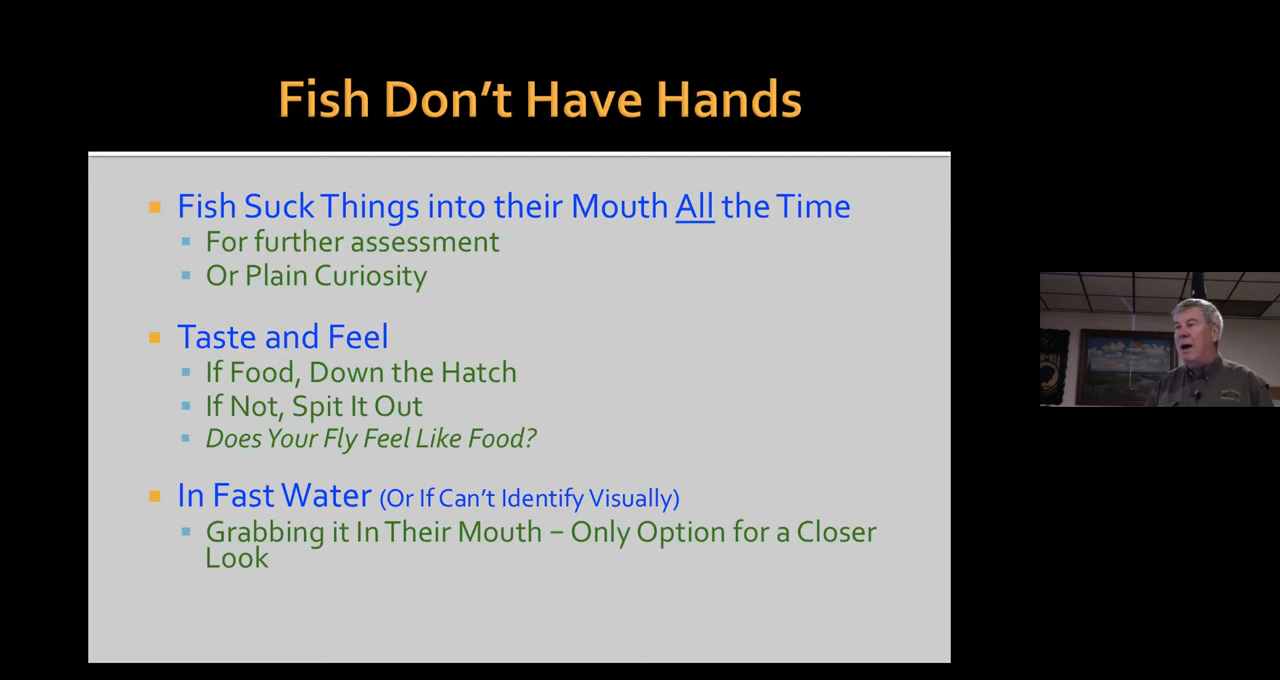 Fish Don't Have Hands
Fish Suck Things into their Mouth All the Time
For further assessment
Or Plain Curiosity
Taste and Feel
If Food, Down the Hatch
If Not, Spit It Out
Does Your Fly Feel Like Food?
In Fast Water (Or If Can't Identify Visually)
Grabbing it In Their Mouth – Only Option for a Closer
Look